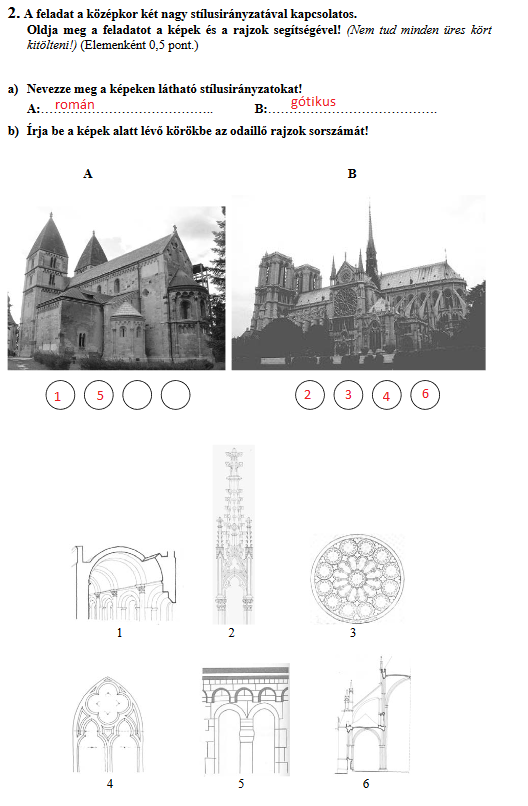 2. A feladat a középkor két nagy stílusirányzatával kapcsolatos.
Oldja meg a feladatot a képek és a rajzok segítségével! (Nem tud minden üres kört
kitölteni!) (Elemenként 0,5 pont.)
a) Nevezze meg a képeken látható stílusirányzatokat!
A:román…………………………………. B:gótikus………………………………….
b) Írja be a képek alatt lévő körökbe az odaillő rajzok sorszámát!
A B
1 5 2 3 4 6
1 2 3
4 5 6